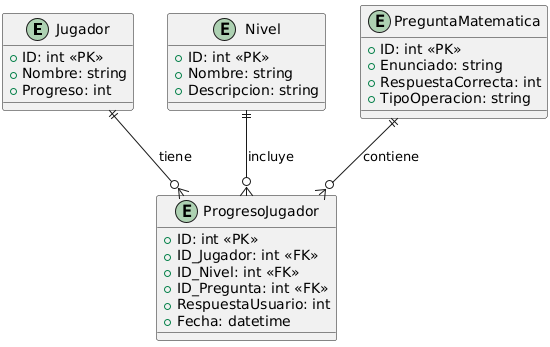 E Jugador
ID: int «PK»
Nombre: string
Progreso: int
E Nivel
ID: int «PK»
Nombre: string
Descripcion: string
E PreguntaMatematica
ID: int «PK»
Enunciado: string
RespuestaCorrecta: int
TipoOperacion: string
tiene
incluye
contiene
E ProgresoJugador
ID: int «PK»
ID_Jugador: int «FK»
ID_Nivel: int «FK»
ID_Pregunta: int «FK»
RespuestaUsuario: int
Fecha: datetime